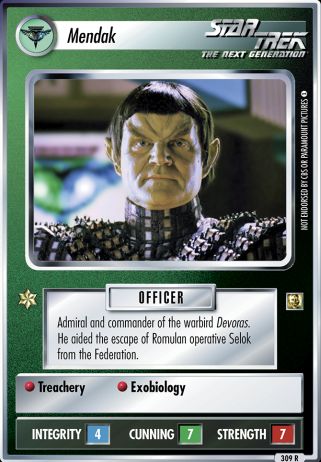 Mendak
STAR TREK
THE NEXT GENERATION
NOT ENDORSED BY CBS OR PARAMOUNT PICTURES
OFFICER
Admiral and commander of the warbird Devoras.
He aided the escape of Romulan operative Selok
from the Federation.
Treachery Exobiology
INTEGRITY 4 CUNNING 7 STRENGTH 7
309 R